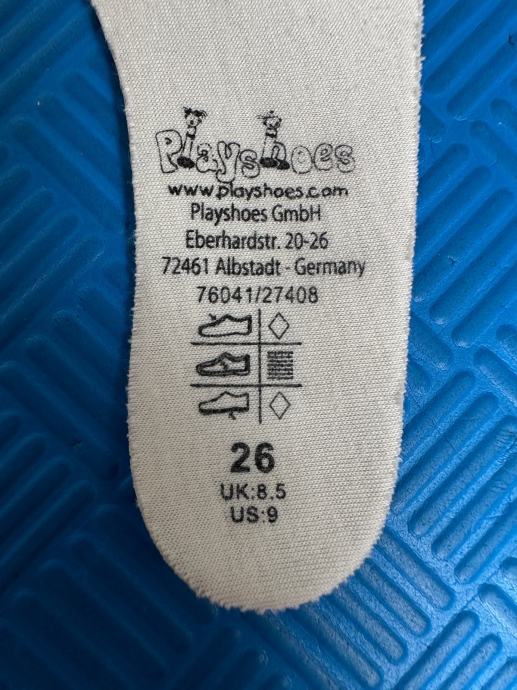 Playshoes
www.playshoes.com
Playshoes GmbH
Eberhardstr. 20-26
72461 Albstadt - Germany
76041/27408
26
UK:8.5
US:9